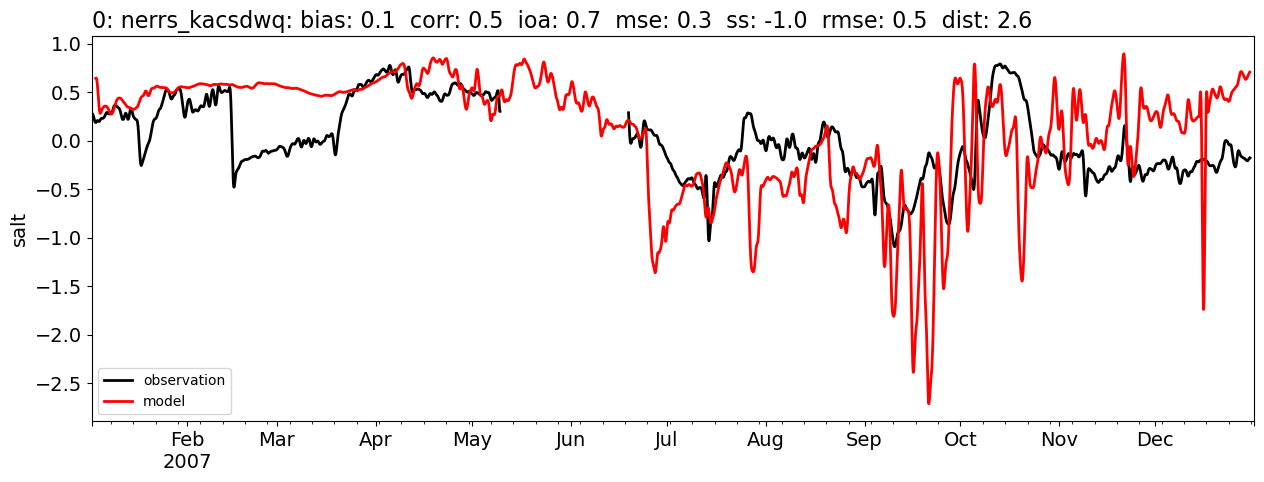 0: nerrs_kacsdwq: bias: 0.1  corr: 0.5  ioa: 0.7  mse: 0.3  ss: -1.0  rmse: 0.5  dist: 2.6
1.0
0.5
0.0
−0.5
−1.0
−1.5
−2.0
−2.5
salt
observation
model
Feb Mar Apr May Jun Jul Aug Sep Oct Nov Dec
2007